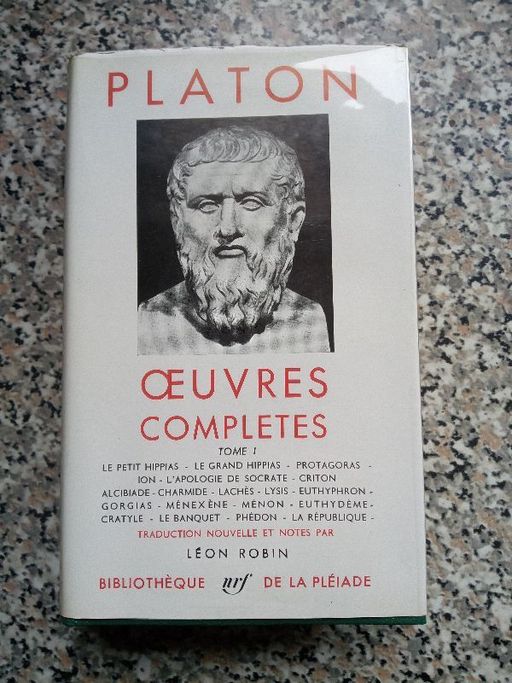 PLATON
ŒUVRES
COMPLETES
TOME I
LE PETIT HIPPIAS - LE GRAND HIPPIAS - PROTAGORAS -
ION - L'APOLOGIE DE SOCRATE - CRITON
ALCIBIADE - CHARMIDE - LACHÈS - LYSIS - EUTHYPHRON -
GORGIAS - MÉNEXÈNE - MÉNON - EUTHYDÈME -
CRATYLE - LE BANQUET - PHÉDON - LA RÉPUBLIQUE -
TRADUCTION NOUVELLE ET NOTES PAR
LÉON ROBIN
BIBLIOTHÈQUE nrf DE LA PLÉIADE